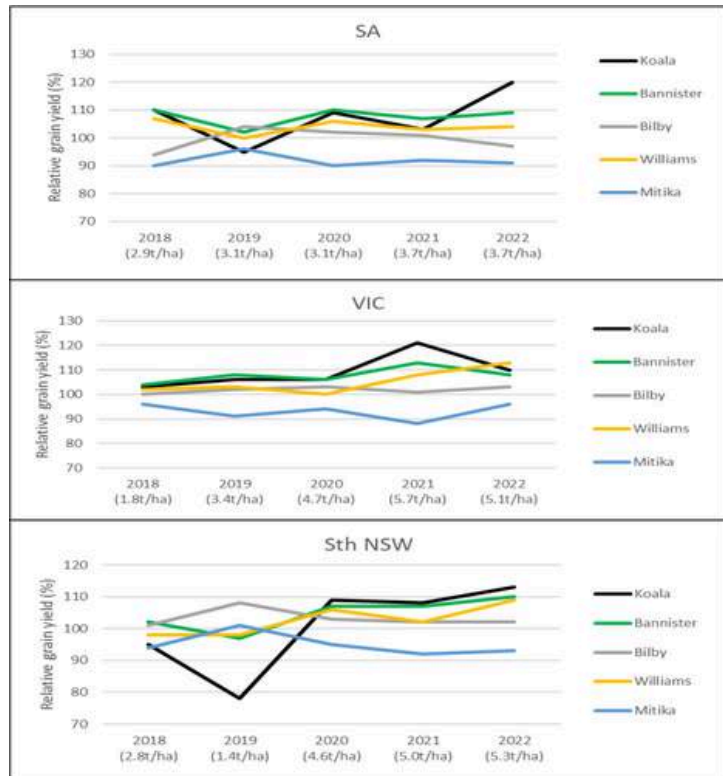 SA
Relative grain yield (%)
130
120
110
100
90
80
70
2018 2019 2020 2021 2022
(2.9t/ha) (3.1t/ha) (3.1t/ha) (3.7t/ha) (3.7t/ha)
Koala
Bannister
Bilby
Williams
Mitika
VIC
Relative grain yield (%)
130
120
110
100
90
80
70
2018 2019 2020 2021 2022
(1.8t/ha) (3.4t/ha) (4.7t/ha) (5.7t/ha) (5.1t/ha)
Koala
Bannister
Bilby
Williams
Mitika
Sth NSW
Relative grain yield (%)
120
110
100
90
80
70
2018 2019 2020 2021 2022
(2.8t/ha) (1.4t/ha) (4.6t/ha) (5.0t/ha) (5.3t/ha)
Koala
Bannister
Bilby
Williams
Mitika